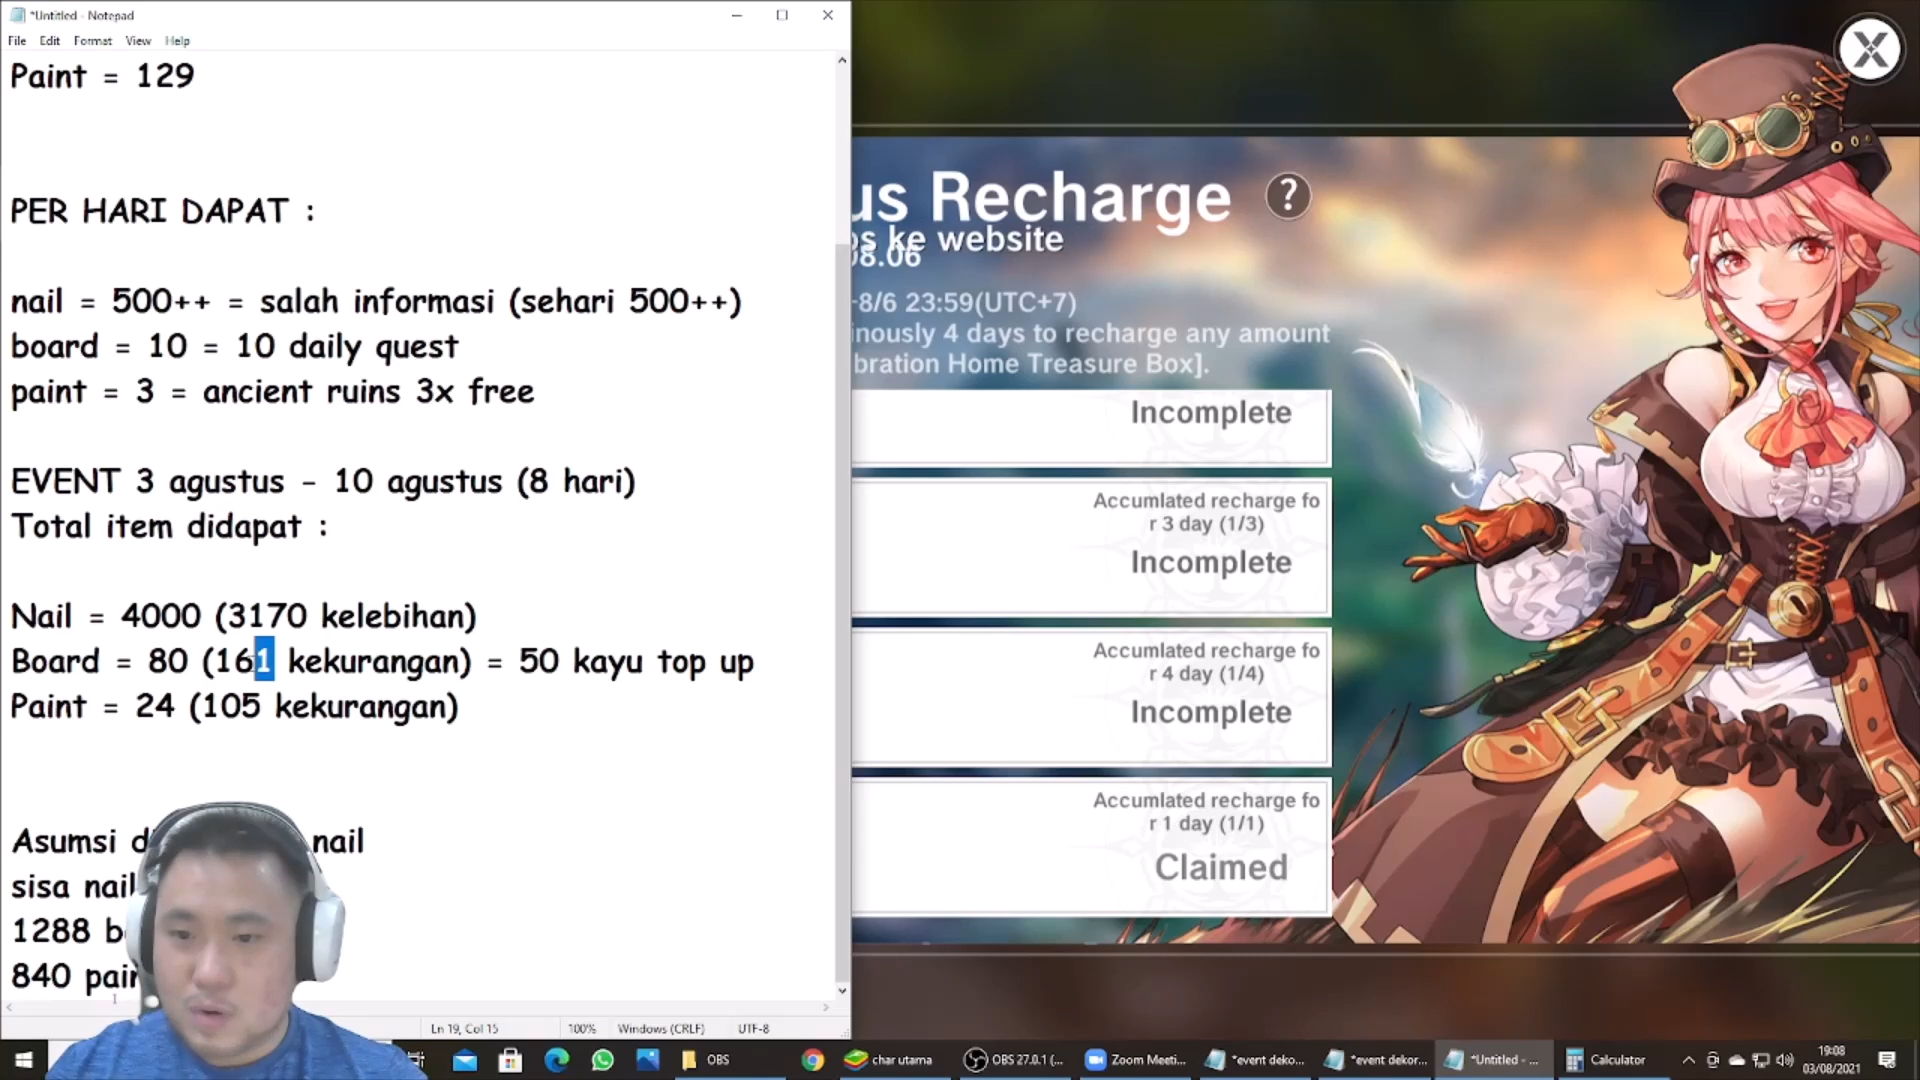 *Untitled - Notepad
File Edit Format View Help
Paint = 129
PER HARI DAPAT :
nail = 500++ = salah informasi (sehari 500++)
board = 10 = 10 daily quest
paint = 3 = ancient ruins 3x free
EVENT 3 agustus - 10 agustus (8 hari)
Total item didapat :
Nail = 4000 (3170 kelebihan)
Board = 80 (161 kekurangan) = 50 kayu top up
Paint = 24 (105 kekurangan)
Asumsi nail
sisa nail
1288
840
Ln 19, Col 15 100% Windows (CRLF) UTF-8
us Recharge ?
os ke website
08.06
-8/6 23:59(UTC+7)
inously 4 days to recharge any amount
bration Home Treasure Box].
Incomplete
Accumlated recharge fo
r 3 day (1/3)
Incomplete
Accumlated recharge fo
r 4 day (1/4)
Incomplete
Accumlated recharge fo
r 1 day (1/1)
Claimed
X
OBS char utama OBS 27.0.1 (... Zoom Meeti... *event deko... *event dekor... *Untitled - ... Calculator
19:08
03/08/2021